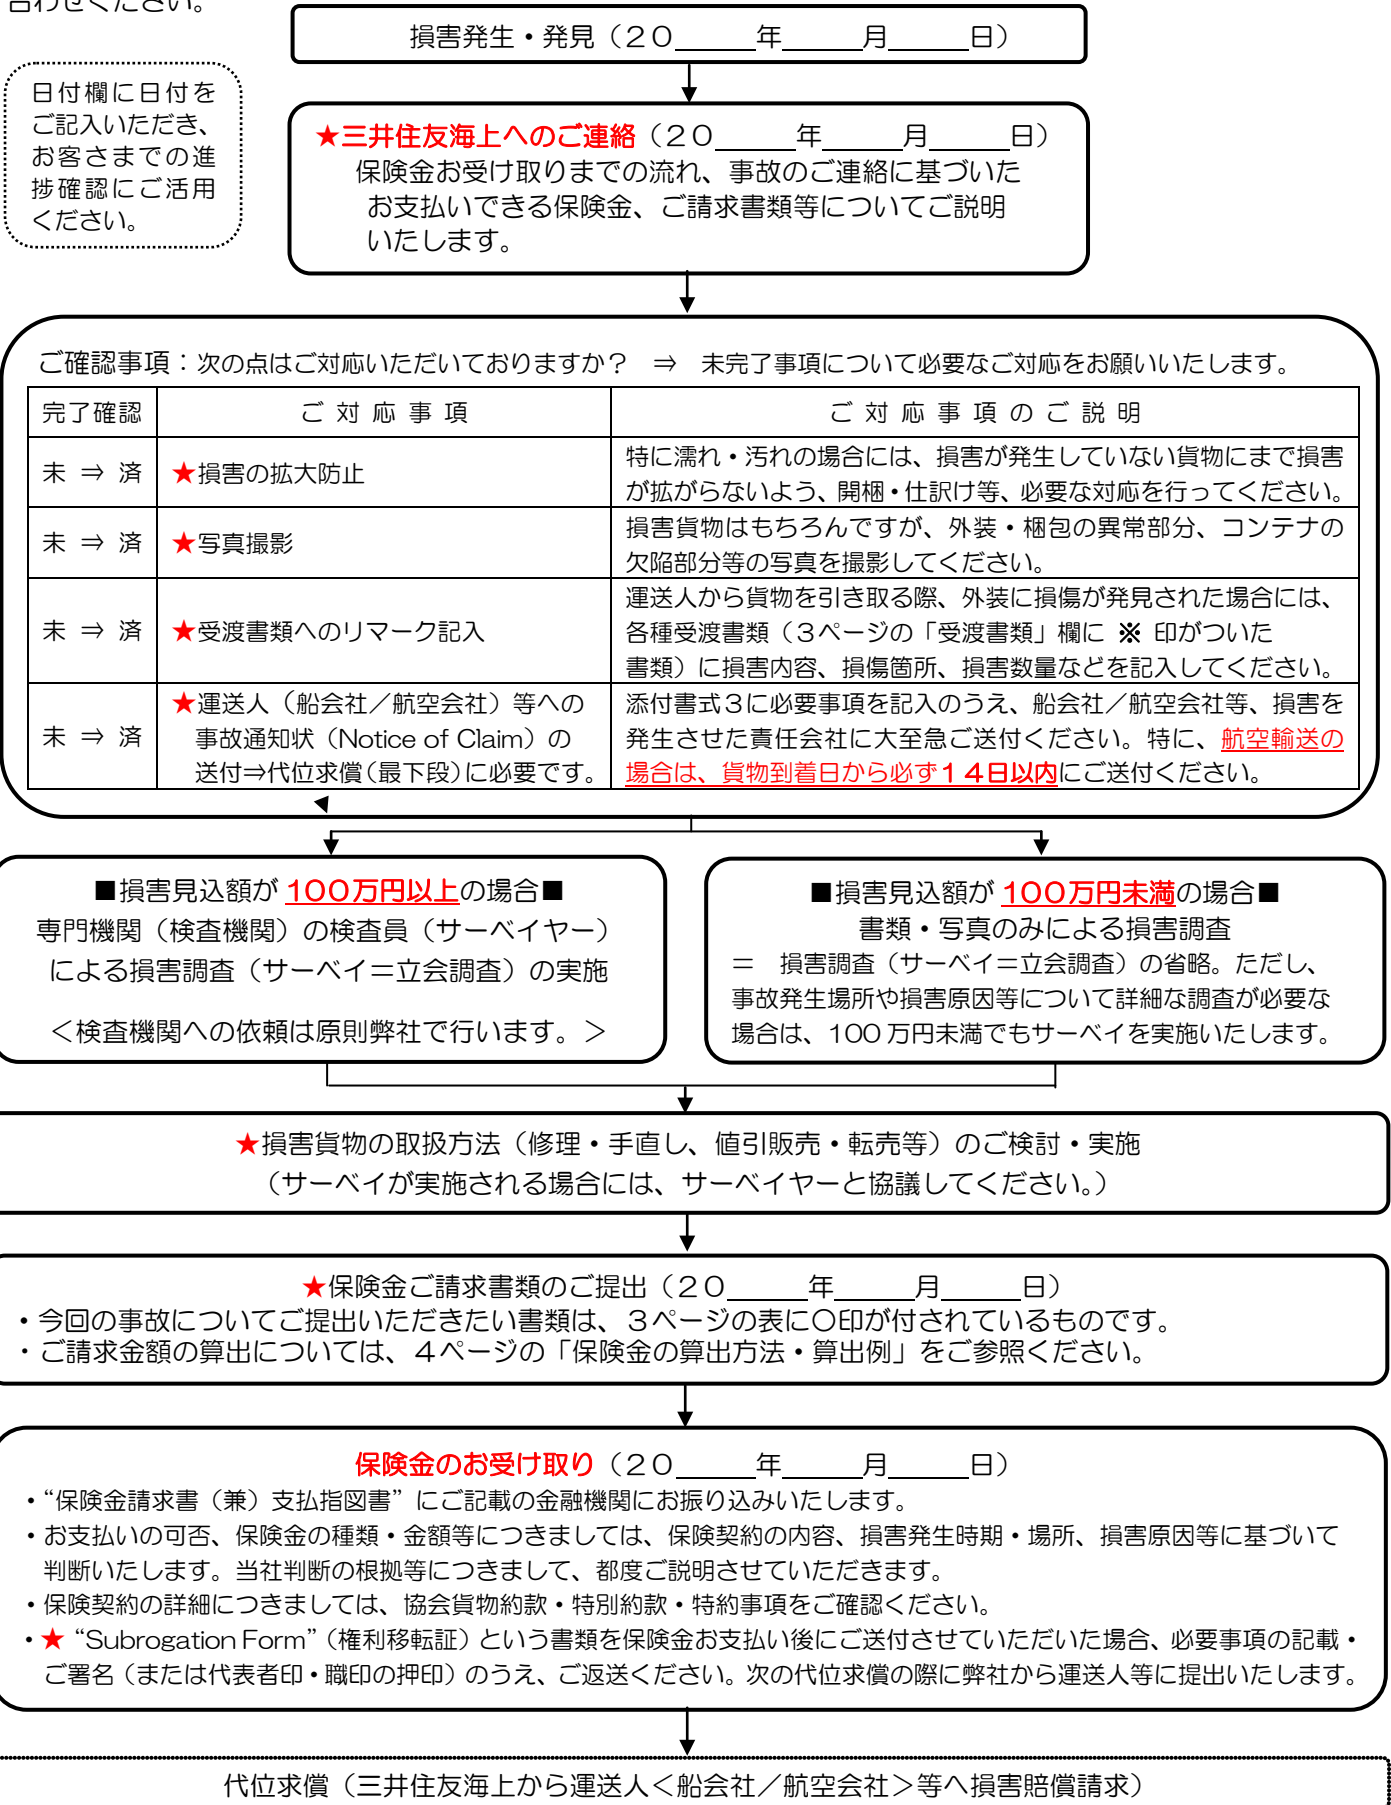 合わせください。
損害発生・発見（２０＿＿＿年＿＿＿月＿＿＿日）
日付欄に日付を
ご記入いただき、
お客さまでの進
捗確認にご活用
ください。
★三井住友海上へのご連絡（２０＿＿＿年＿＿＿月＿＿＿日）
保険金お受け取りまでの流れ、事故のご連絡に基づいた
お支払いできる保険金、ご請求書類等についてご説明
いたします。
ご確認事項：次の点はご対応いただいておりますか？　⇒　未完了事項について必要なご対応をお願いいたします。
完了確認　ご 対 応 事 項　ご 対 応 事 項 の ご 説 明
未 ⇒ 済　★損害の拡大防止
特に濡れ・汚れの場合には、損害が発生していない貨物にまで損害
が拡がらないよう、開梱・仕訳け等、必要な対応を行ってください。
未 ⇒ 済　★写真撮影
損害貨物はもちろんですが、外装・梱包の異常部分、コンテナの
欠陥部分等の写真を撮影してください。
未 ⇒ 済　★受渡書類へのリマーク記入
運送人から貨物を引き取る際、外装に損傷が発見された場合には、
各種受渡書類（３ページの「受渡書類」欄に ※ 印がついた
書類）に損害内容、損傷箇所、損害数量などを記入してください。
未 ⇒ 済
★運送人（船会社／航空会社）等への
事故通知状（Notice of Claim）の
送付⇒代位求償（最下段）に必要です。
添付書式３に必要事項を記入のうえ、船会社／航空会社等、損害を
発生させた責任会社に大至急ご送付ください。特に、航空輸送の
場合は、貨物到着日から必ず１４日以内にご送付ください。
■損害見込額が １００万円以上の場合■
専門機関（検査機関）の検査員（サーベイヤー）
による損害調査（サーベイ＝立会調査）の実施
＜検査機関への依頼は原則弊社で行います。＞
■損害見込額が １００万円未満の場合■
書類・写真のみによる損害調査
＝　損害調査（サーベイ＝立会調査）の省略。ただし、
事故発生場所や損害原因等について詳細な調査が必要な
場合は、100 万円未満でもサーベイを実施いたします。
★損害貨物の取扱方法（修理・手直し、値引販売・転売等）のご検討・実施
（サーベイが実施される場合には、サーベイヤーと協議してください。）
★保険金ご請求書類のご提出（２０＿＿＿年＿＿＿月＿＿＿日）
・今回の事故についてご提出いただきたい書類は、３ページの表に○印が付されているものです。
・ご請求金額の算出については、４ページの「保険金の算出方法・算出例」をご参照ください。
保険金のお受け取り（２０＿＿＿年＿＿＿月＿＿＿日）
・“保険金請求書（兼）支払指図書” にご記載の金融機関にお振り込みいたします。
・お支払いの可否、保険金の種類・金額等につきましては、保険契約の内容、損害発生時期・場所、損害原因等に基づいて
判断いたします。当社判断の根拠等につきまして、都度ご説明させていただきます。
・保険契約の詳細につきましては、協会貨物約款・特別約款・特約事項をご確認ください。
・★ “Subrogation Form”（権利移転証）という書類を保険金お支払い後にご送付させていただいた場合、必要事項の記載・
ご署名（または代表者印・職印の押印）のうえ、ご返送ください。次の代位求償の際に弊社から運送人等に提出いたします。
代位求償（三井住友海上から運送人＜船会社／航空会社＞等へ損害賠償請求）